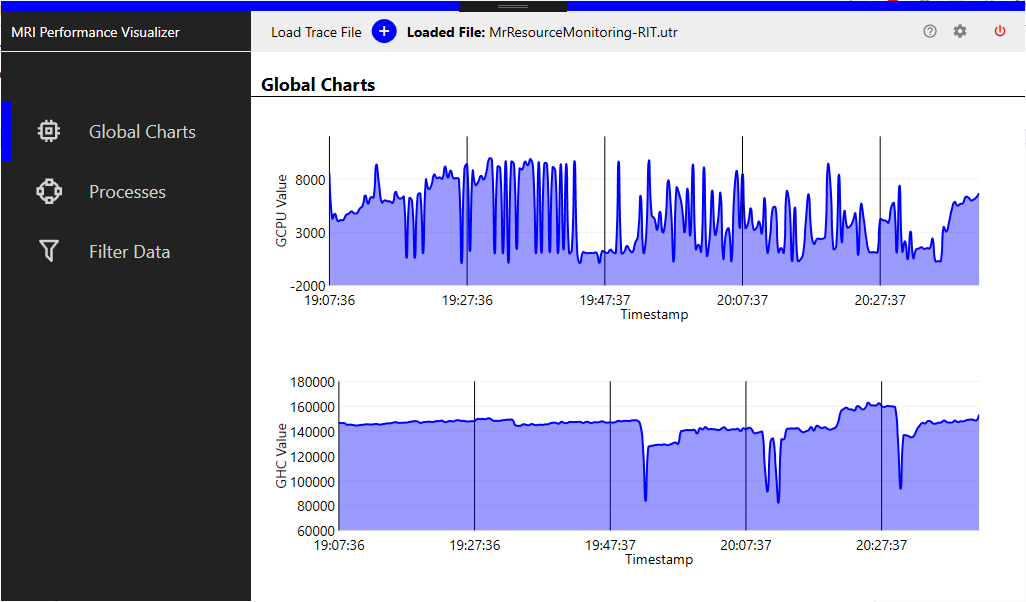 MRI Performance Visualizer
Load Trace File + Loaded File: MrResourceMonitoring-RIT.utr
Global Charts
Processes
Filter Data
Global Charts
GCPU Value
8000
3000
-2000
19:07:36 19:27:36 19:47:37 20:07:37 20:27:37
Timestamp
GHC Value
180000
160000
140000
120000
100000
80000
60000
19:07:36 19:27:36 19:47:37 20:07:37 20:27:37
Timestamp